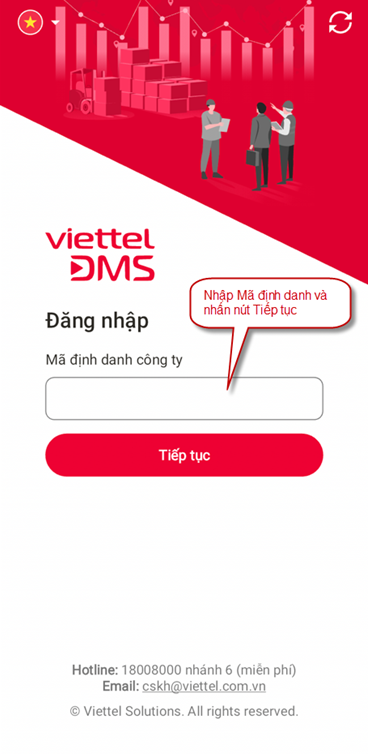 viettel
DMS
Nhập Mã định danh và
nhấn nút Tiếp tục
Đăng nhập
Mã định danh công ty
Tiếp tục
Hotline: 18008000 nhánh 6 (miễn phí)
Email: cskh@viettel.com.vn
© Viettel Solutions. All rights reserved.